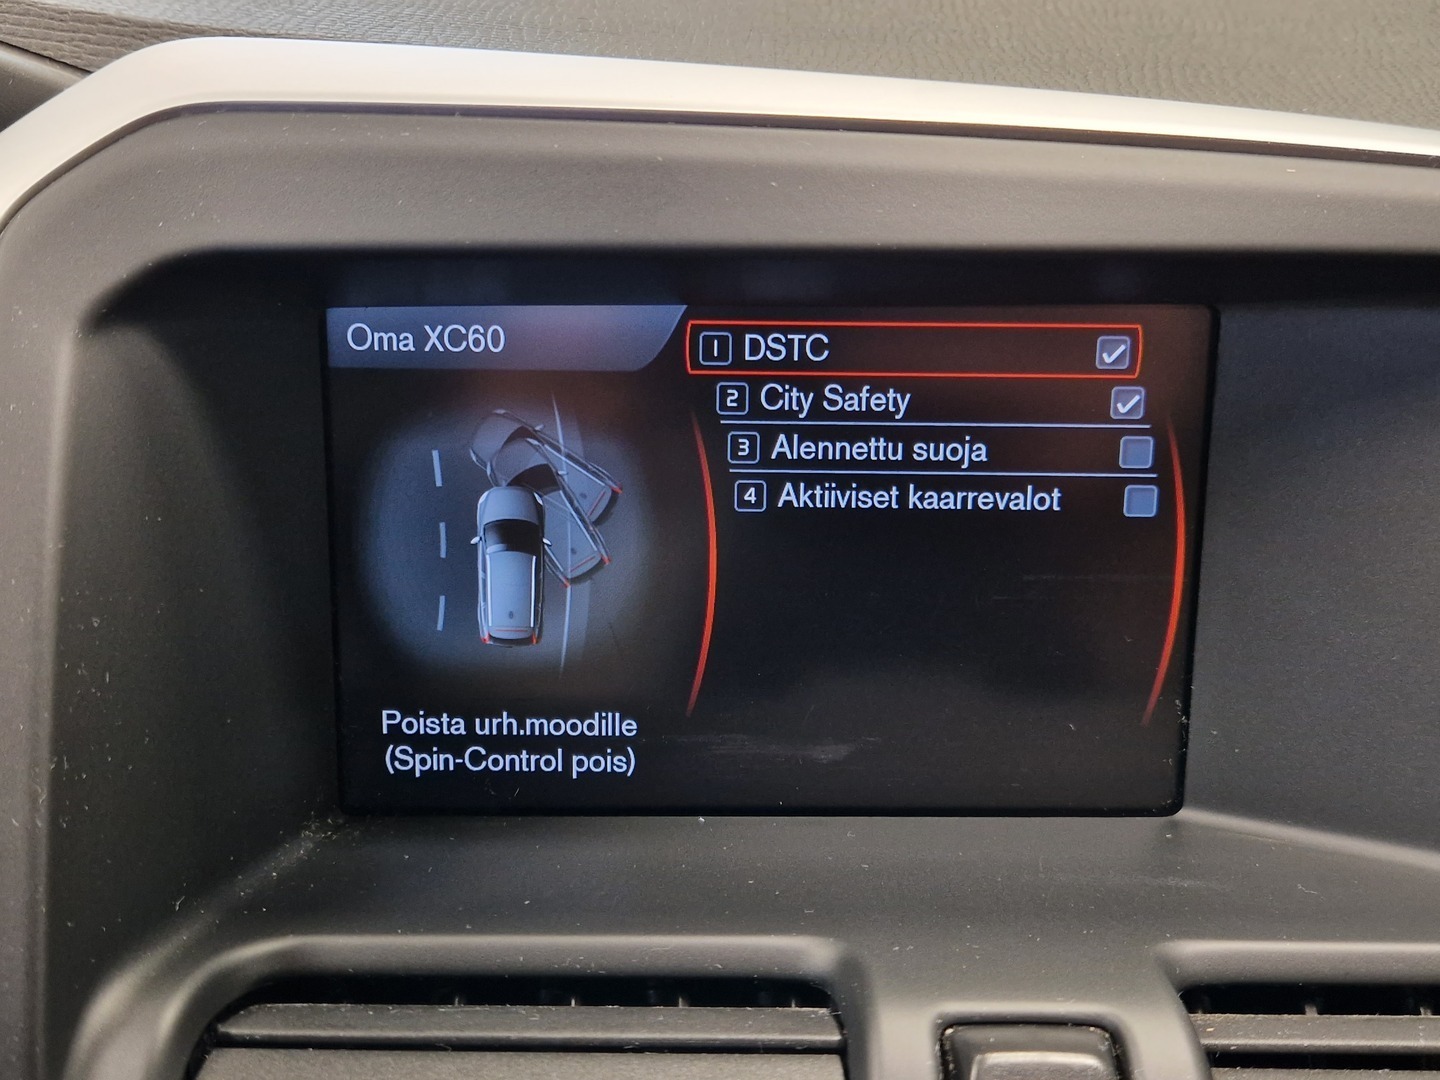 Oma XC60
1 DSTC
2 City Safety
3 Alennettu suoja
4 Aktiiviset kaarrevalot
Poista urh.moodille
(Spin-Control pois)